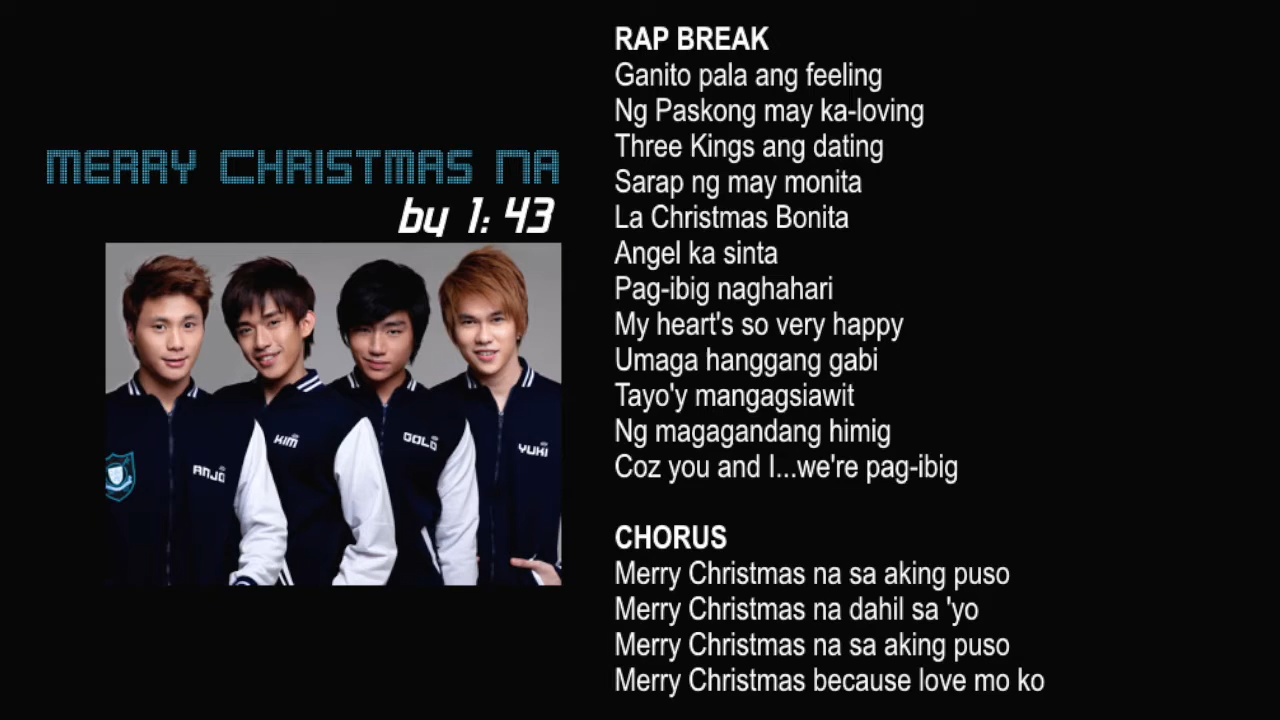 MERRY CHRISTMAS NA
by 1:43
ANJO
KIM
GOLD
YUKI
RAP BREAK
Ganito pala ang feeling
Ng Paskong may ka-loving
Three Kings ang dating
Sarap ng may monita
La Christmas Bonita
Angel ka sinta
Pag-ibig naghahari
My heart's so very happy
Umaga hanggang gabi
Tayo'y mangagsiawit
Ng magagandang himig
Coz you and I...we're pag-ibig
CHORUS
Merry Christmas na sa aking puso
Merry Christmas na dahil sa 'yo
Merry Christmas na sa aking puso
Merry Christmas because love mo ko